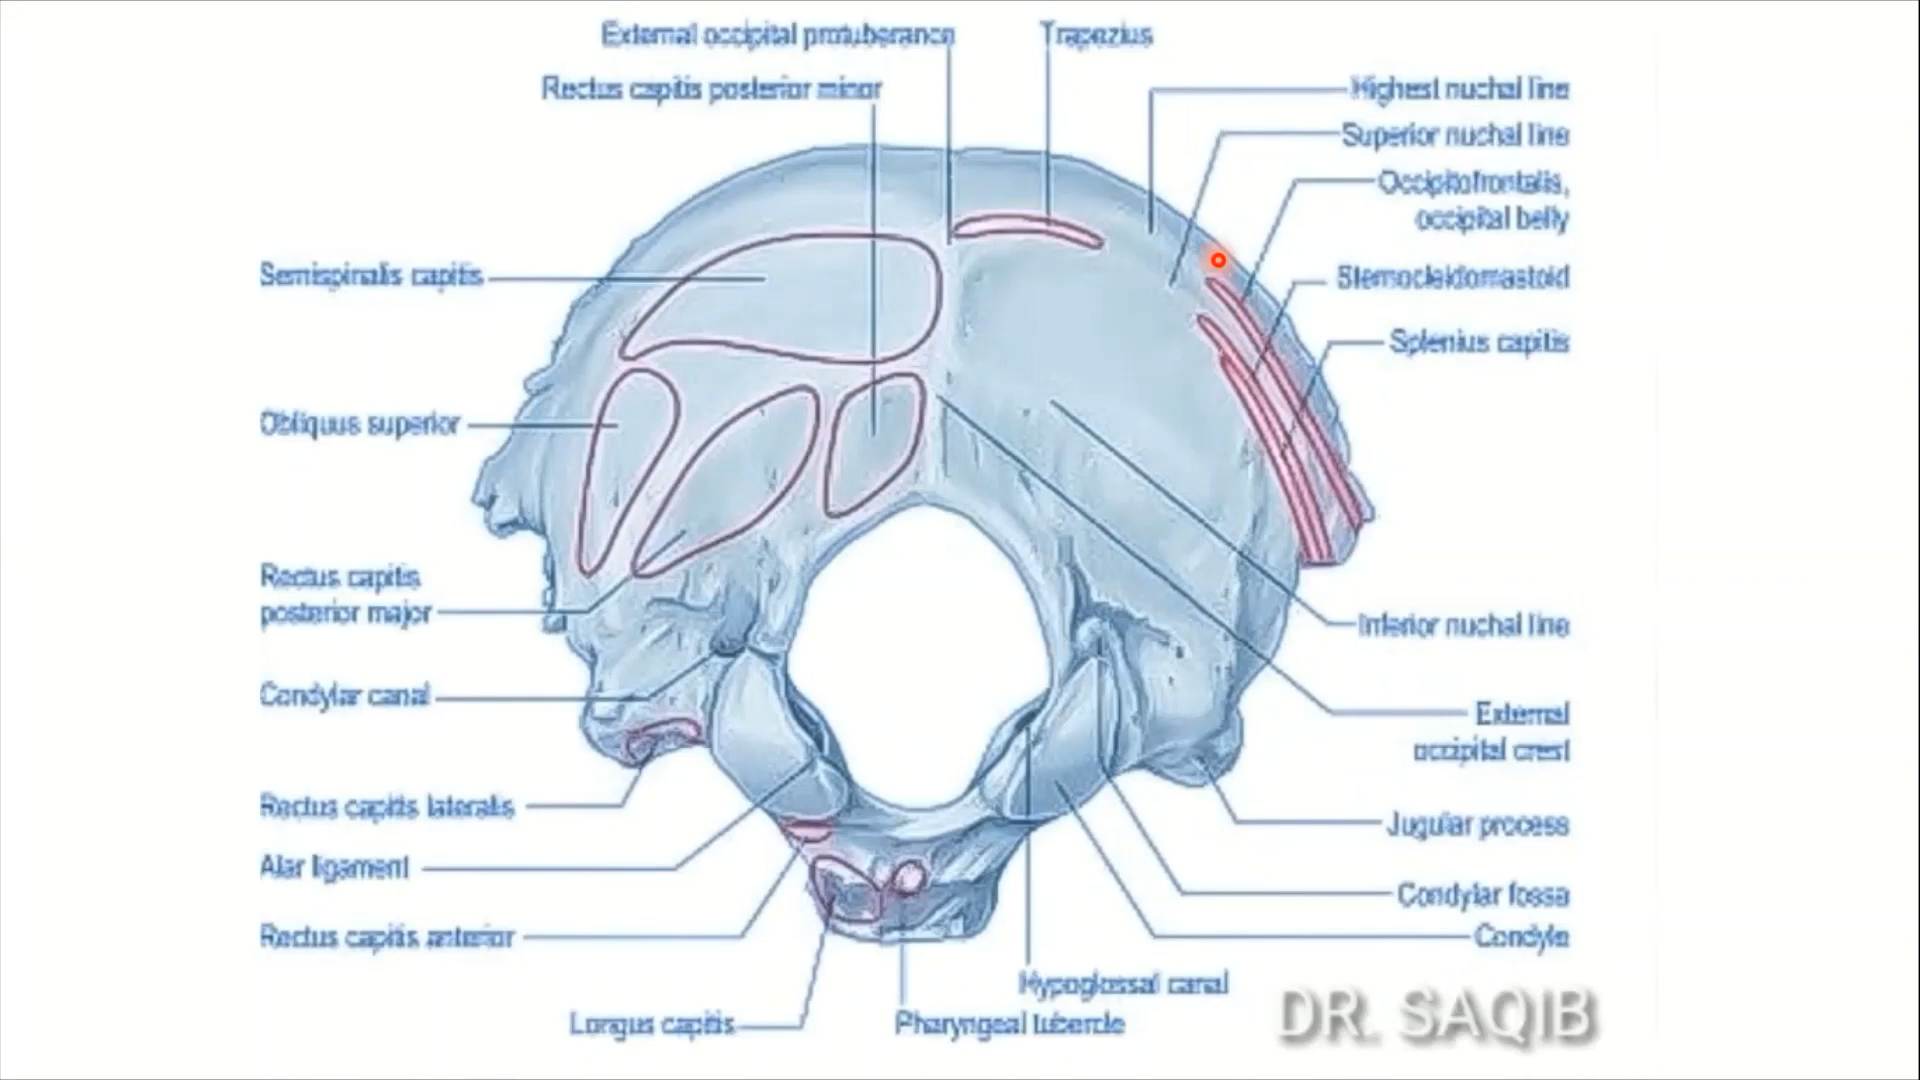 External occipital protuberance
Trapezius
Rectus capitis posterior minor
Highest nuchal line
Superior nuchal line
Occipitofrontalis,
occipital belly
Semispinalis capitis
Sternocleidomastoid
Splenius capitis
Obliquus superior
Rectus capitis
posterior major
Inferior nuchal line
Condylar canal
External
occipital crest
Rectus capitis lateralis
Jugular process
Alar ligament
Condylar fossa
Rectus capitis anterior
Condyle
Hypoglossal canal
Longus capitis
Pharyngeal tubercle
DR. SAQIB